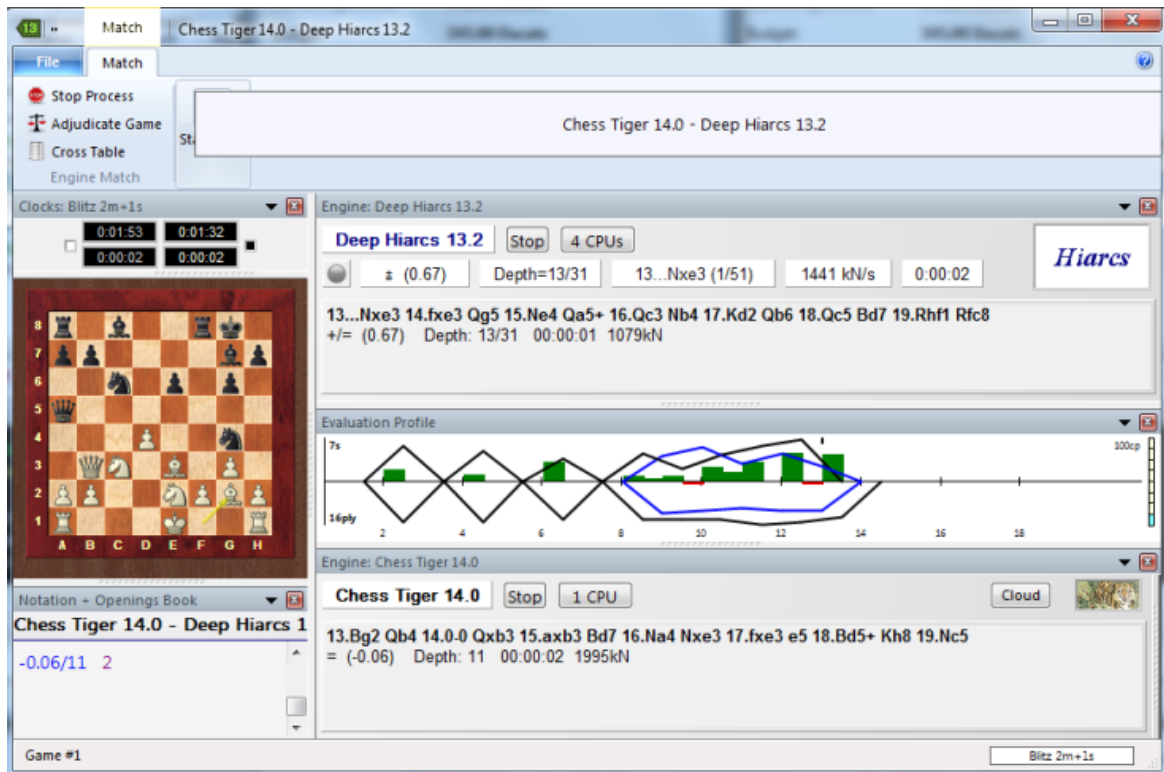 13 Match Chess Tiger 14.0 - Deep Hiarcs 13.2
File Match
Stop Process
Adjudicate Game
Cross Table
Engine Match
Sta
Chess Tiger 14.0 - Deep Hiarcs 13.2
Clocks: Blitz 2m+1s
0:01:53 0:01:32
0:00:02 0:00:02
8
7
6
5
4
3
2
1
A B C D E F G H
Notation + Openings Book
Chess Tiger 14.0 - Deep Hiarcs 1
-0.06/11 2
Engine: Deep Hiarcs 13.2
Deep Hiarcs 13.2 Stop 4 CPUs
Hiarcs
± (0.67) Depth=13/31 13...Nxe3 (1/51) 1441 kN/s 0:00:02
13...Nxe3 14.fxe3 Qg5 15.Ne4 Qa5+ 16.Qc3 Nb4 17.Kd2 Qb6 18.Qc5 Bd7 19.Rhf1 Rfc8
+/= (0.67) Depth: 13/31 00:00:01 1079kN
Evaluation Profile
7s 100cp
16ply
2 4 6 8 10 12 14 16 18
Engine: Chess Tiger 14.0
Chess Tiger 14.0 Stop 1 CPU Cloud
13.Bg2 Qb4 14.0-0 Qxb3 15.axb3 Bd7 16.Na4 Nxe3 17.fxe3 e5 18.Bd5+ Kh8 19.Nc5
= (-0.06) Depth: 11 00:00:02 1995kN
Game #1 Blitz 2m+1s